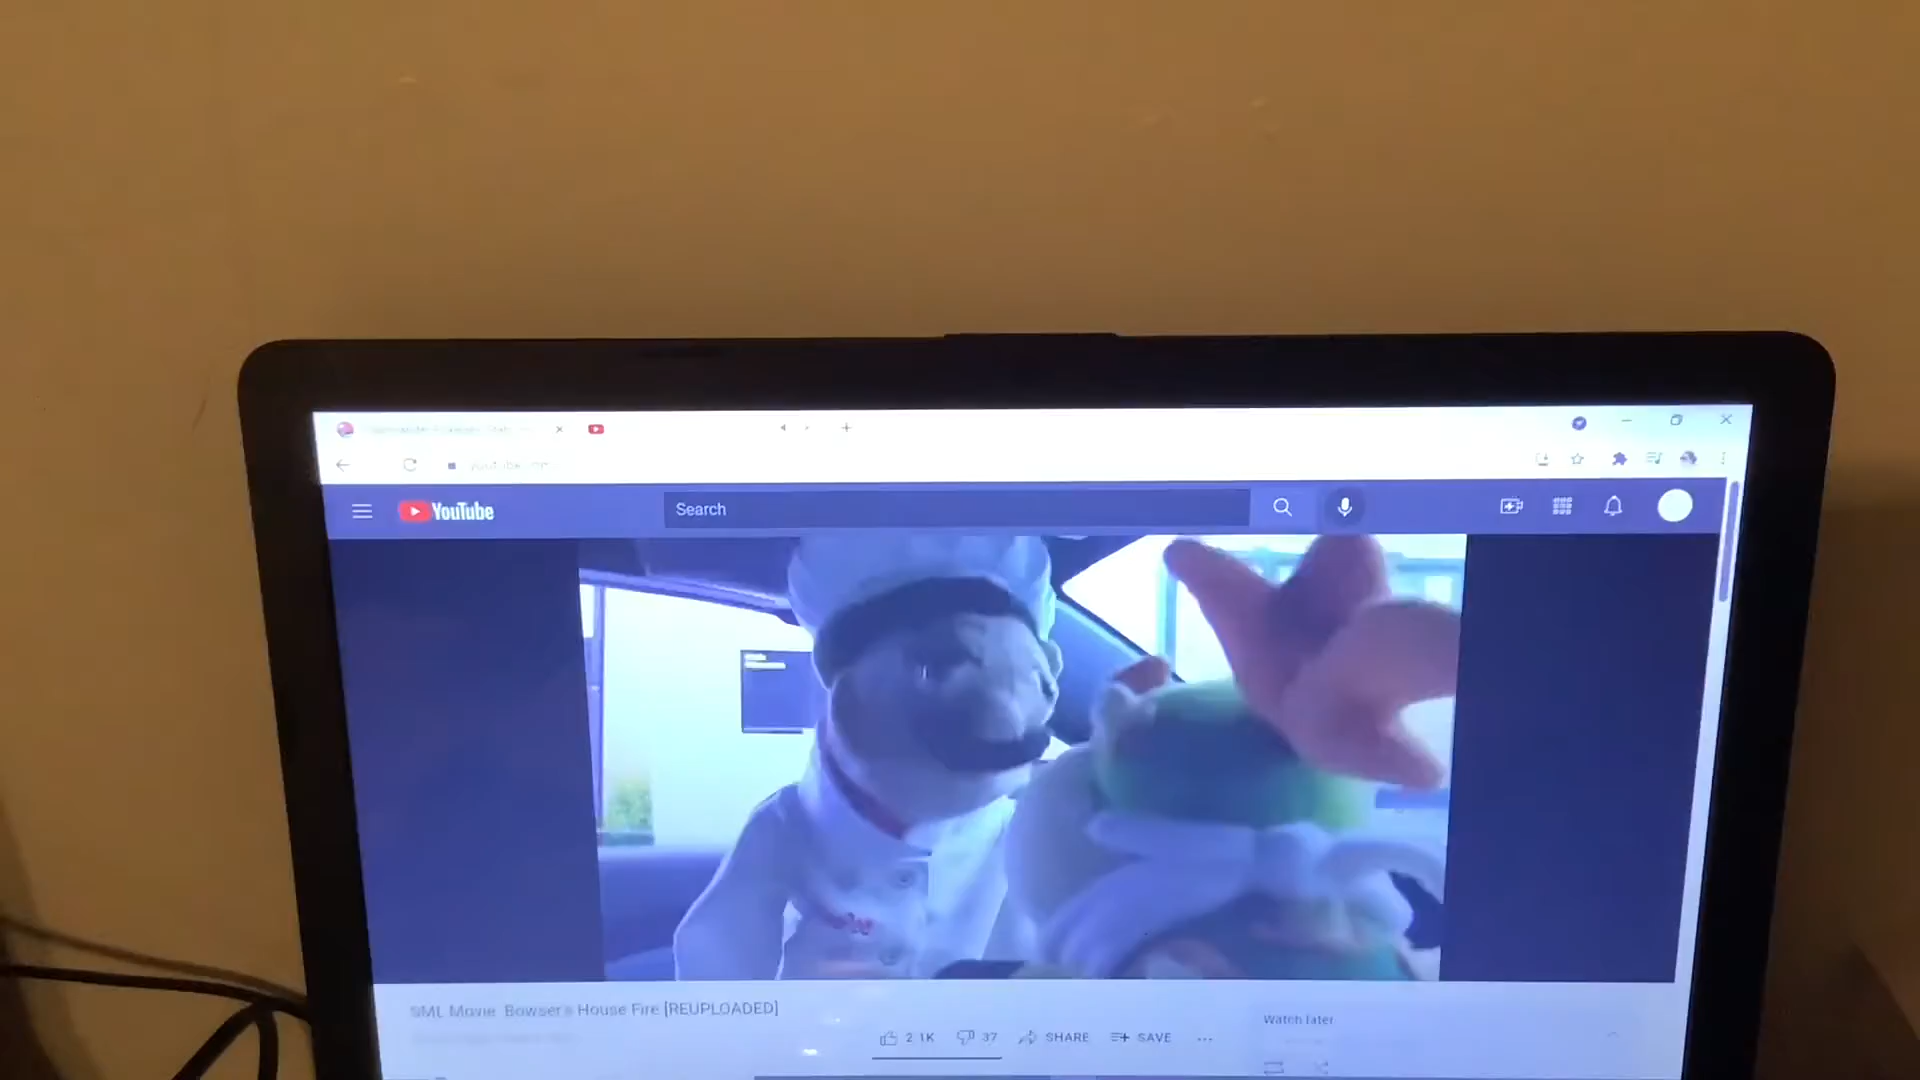 YouTube
Search
SML Movie: Bowser's House Fire [REUPLOADED]
2.1K
37
SHARE
SAVE
Watch later